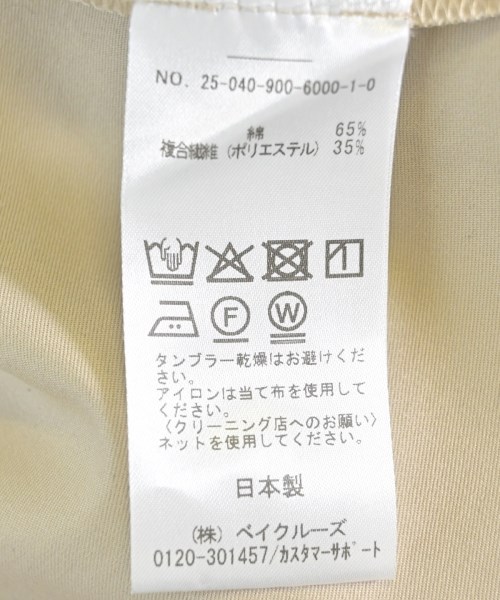 NO. 25-040-900-6000-1-0
綿 65%
複合繊維(ポリエステル) 35%
F
W
タンブラー乾燥はお避けくだ
さい。
アイロンは当て布を使用して
ください。
〈クリーニング店へのお願い〉
ネットを使用してください。
日本製
(株) ベイクルーズ
0120-301457/カスタマーサポート